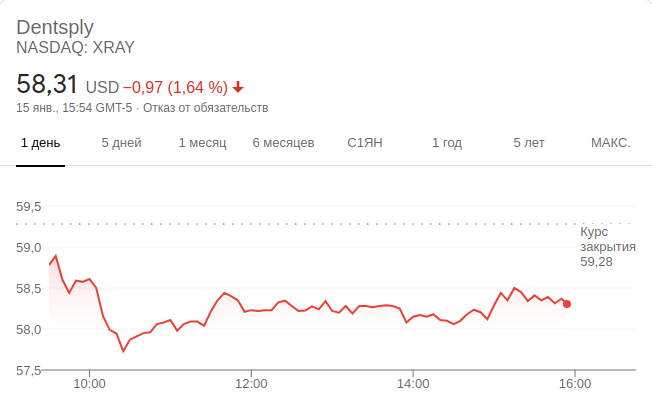 Dentsply
NASDAQ: XRAY
58,31 USD −0,97 (1,64 %)
15 янв., 15:54 GMT-5 · Отказ от обязательств
1 день 5 дней 1 месяц 6 месяцев С1ЯН 1 год 5 лет МАКС.
59,5
Курс
закрытия
59,28
59,0
58,5
58,0
57,5
10:00 12:00 14:00 16:00